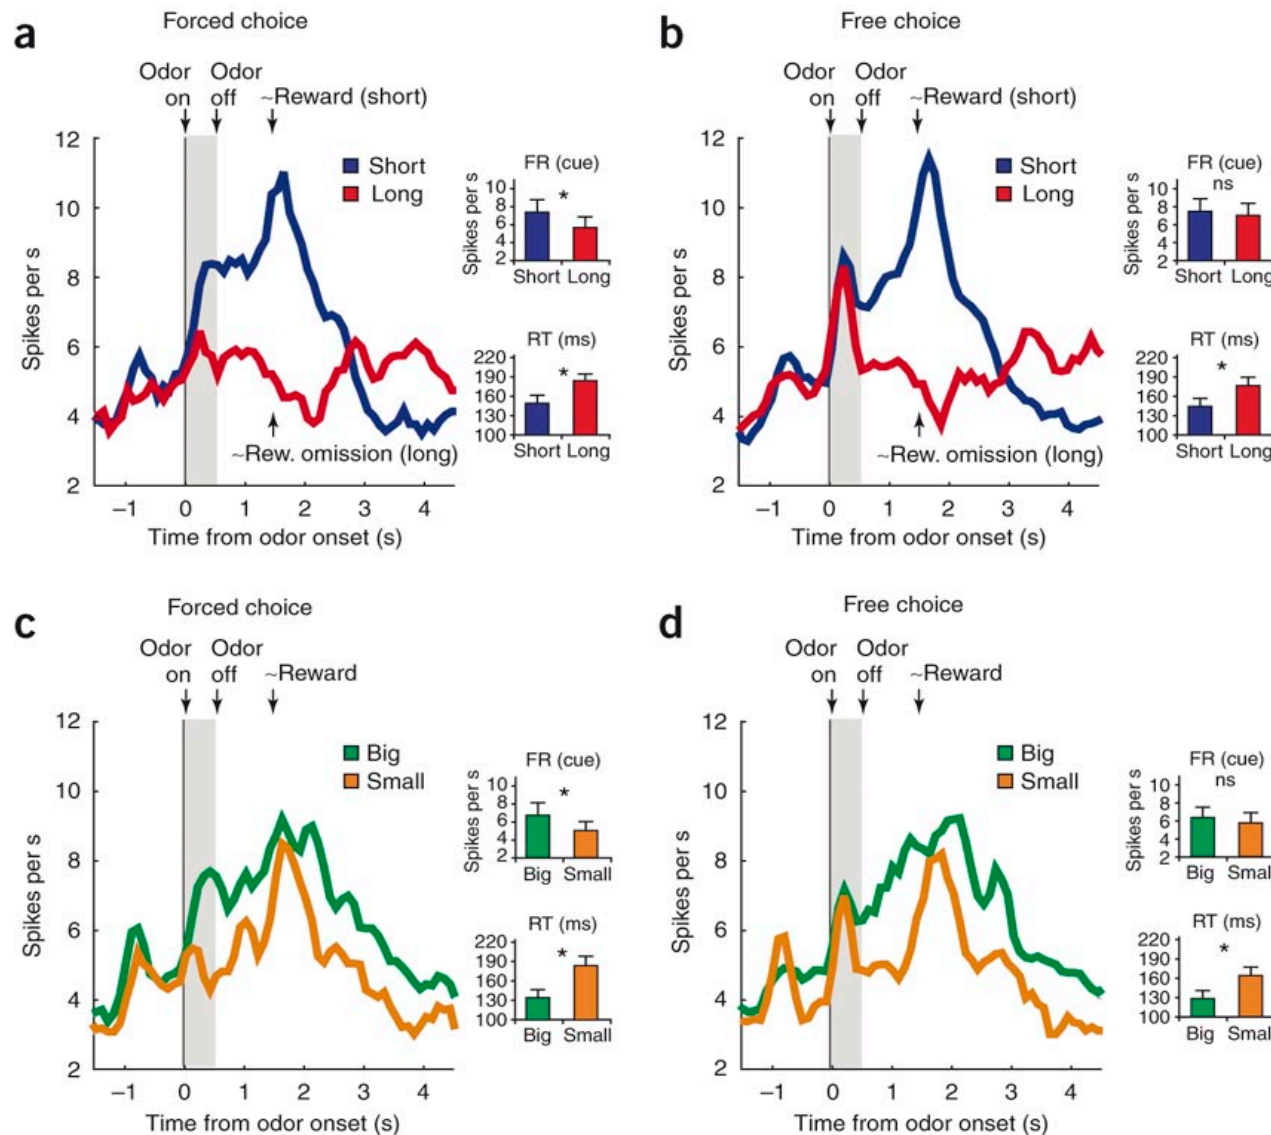 a
Forced choice
Odor on
Odor off
~Reward (short)
Short
Long
Spikes per s
12
10
8
6
4
2
~Rew. omission (long)
−1 0 1 2 3 4
Time from odor onset (s)
FR (cue)
*
Spikes per s
10
8
6
4
2
Short Long
RT (ms)
*
220
190
160
130
100
Short Long
b
Free choice
Odor on
Odor off
~Reward (short)
Short
Long
Spikes per s
12
10
8
6
4
2
~Rew. omission (long)
−1 0 1 2 3 4
Time from odor onset (s)
FR (cue)
ns
Spikes per s
10
8
6
4
2
Short Long
RT (ms)
*
220
190
160
130
100
Short Long
c
Forced choice
Odor on
Odor off
~Reward
Big
Small
Spikes per s
12
10
8
6
4
2
−1 0 1 2 3 4
Time from odor onset (s)
FR (cue)
*
Spikes per s
10
8
6
4
2
Big Small
RT (ms)
*
220
190
160
130
100
Big Small
d
Free choice
Odor on
Odor off
~Reward
Big
Small
Spikes per s
12
10
8
6
4
2
−1 0 1 2 3 4
Time from odor onset (s)
FR (cue)
ns
Spikes per s
10
8
6
4
2
Big Small
RT (ms)
*
220
190
160
130
100
Big Small